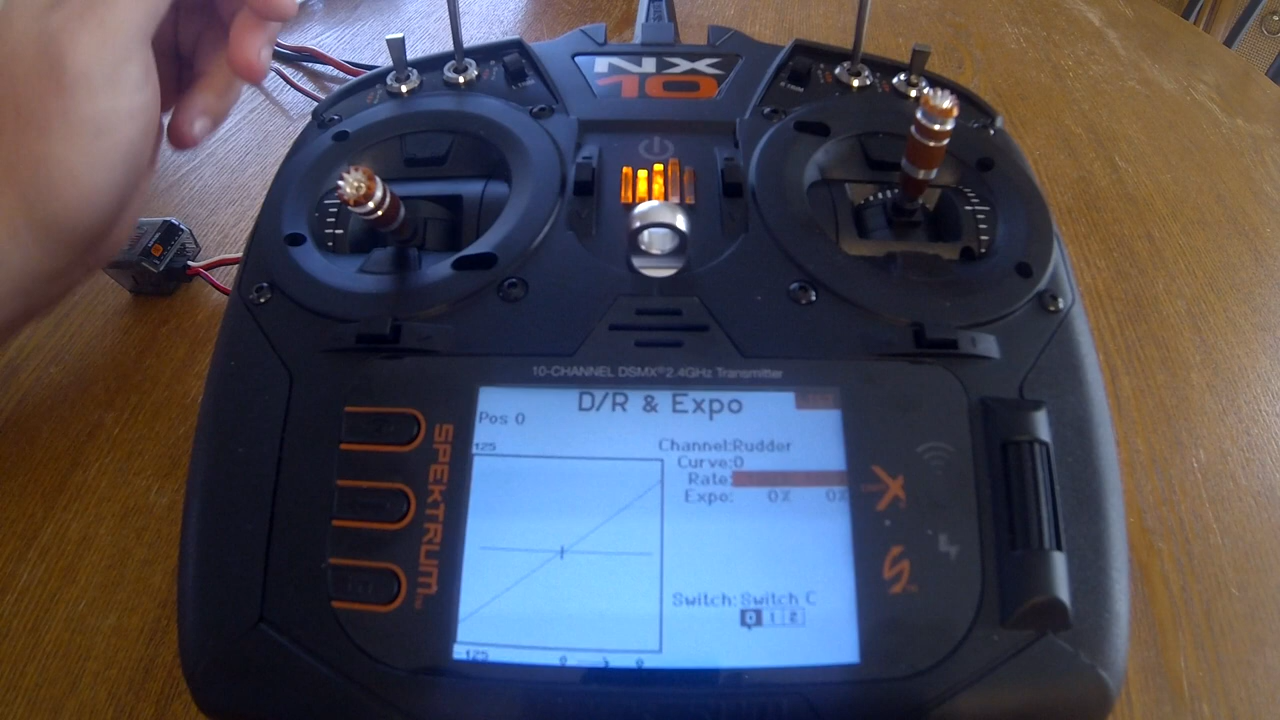 NX
10
10-CHANNEL DSMX® 2.4GHz Transmitter
SPEKTRUM
D/R & Expo
Pos 0
125
Channel:Rudder
Curve:0
Rate:
Expo: 0% 0%
Switch:Switch C
0 1 2
-125